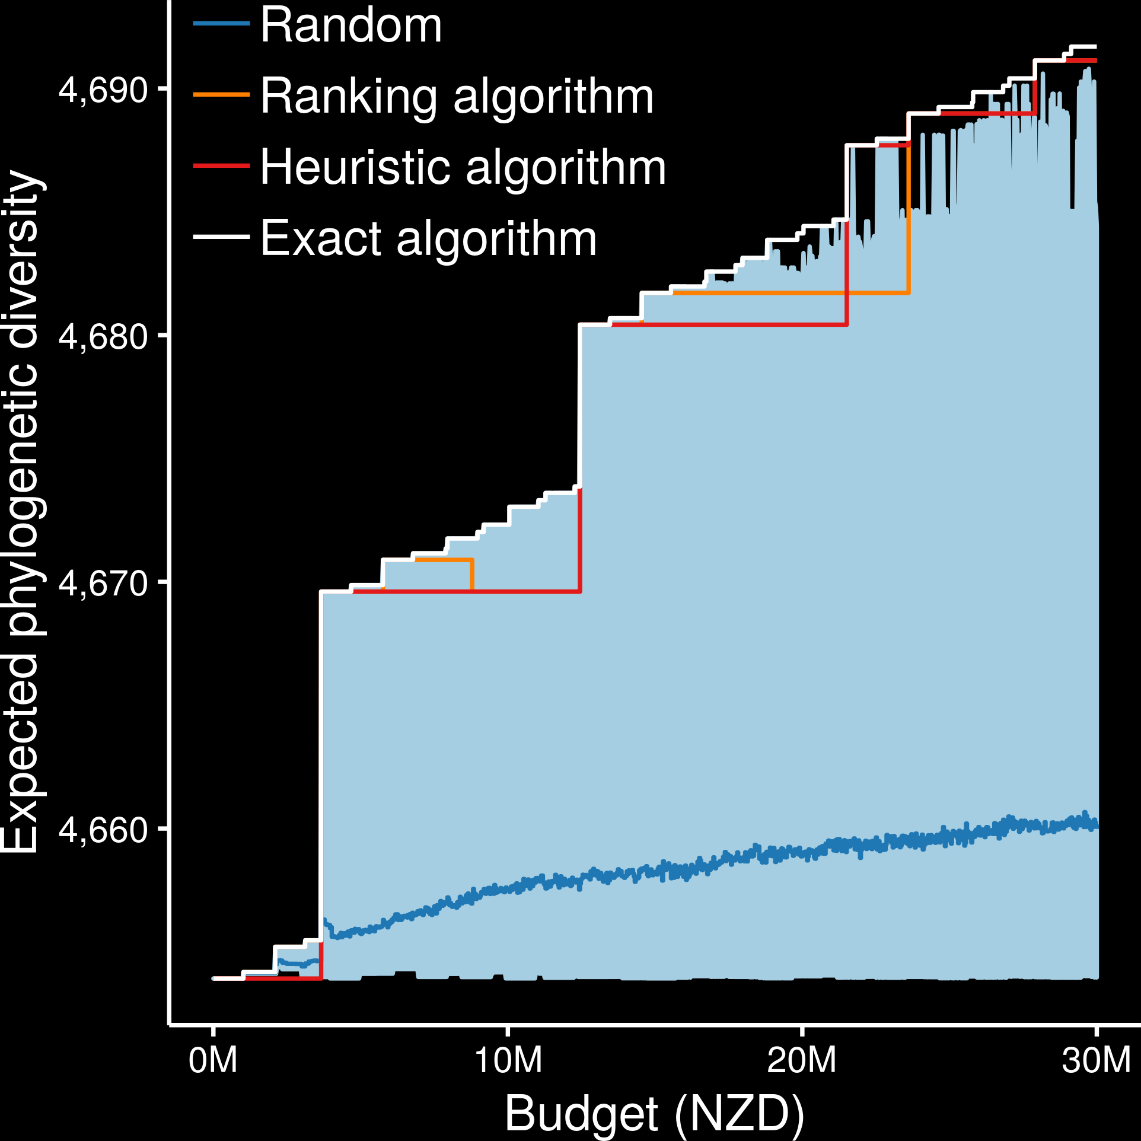 Random
Ranking algorithm
Heuristic algorithm
Exact algorithm
Expected phylogenetic diversity
4,690
4,680
4,670
4,660
0M
10M
20M
30M
Budget (NZD)